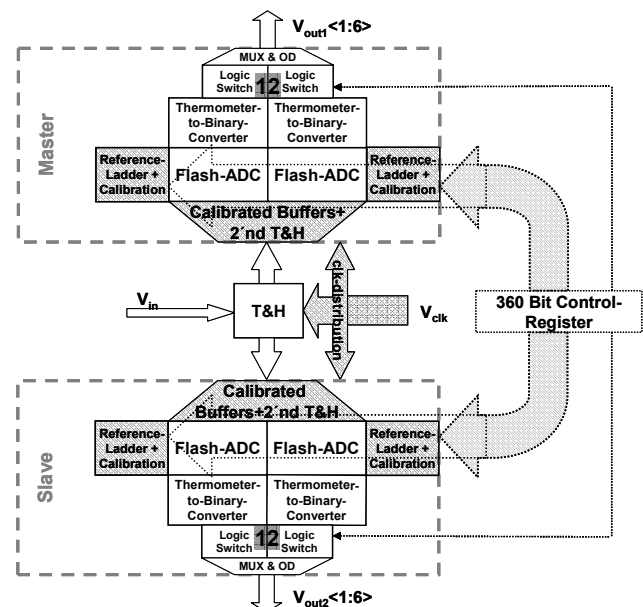 Vout1<1:6>
MUX & OD
Logic Switch 12 Logic Switch
Thermometer-to-Binary-Converter
Thermometer-to-Binary-Converter
Master
Reference-Ladder + Calibration
Flash-ADC
Flash-ADC
Reference-Ladder + Calibration
Calibrated Buffers+
2´nd T&H
Vin
T&H
clk-distribution
Vclk
360 Bit Control-
Register
Calibrated
Buffers+2´nd T&H
Slave
Reference-Ladder + Calibration
Flash-ADC
Flash-ADC
Reference-Ladder + Calibration
Thermometer-to-Binary-Converter
Thermometer-to-Binary-Converter
Logic Switch 12 Logic Switch
MUX & OD
Vout2<1:6>